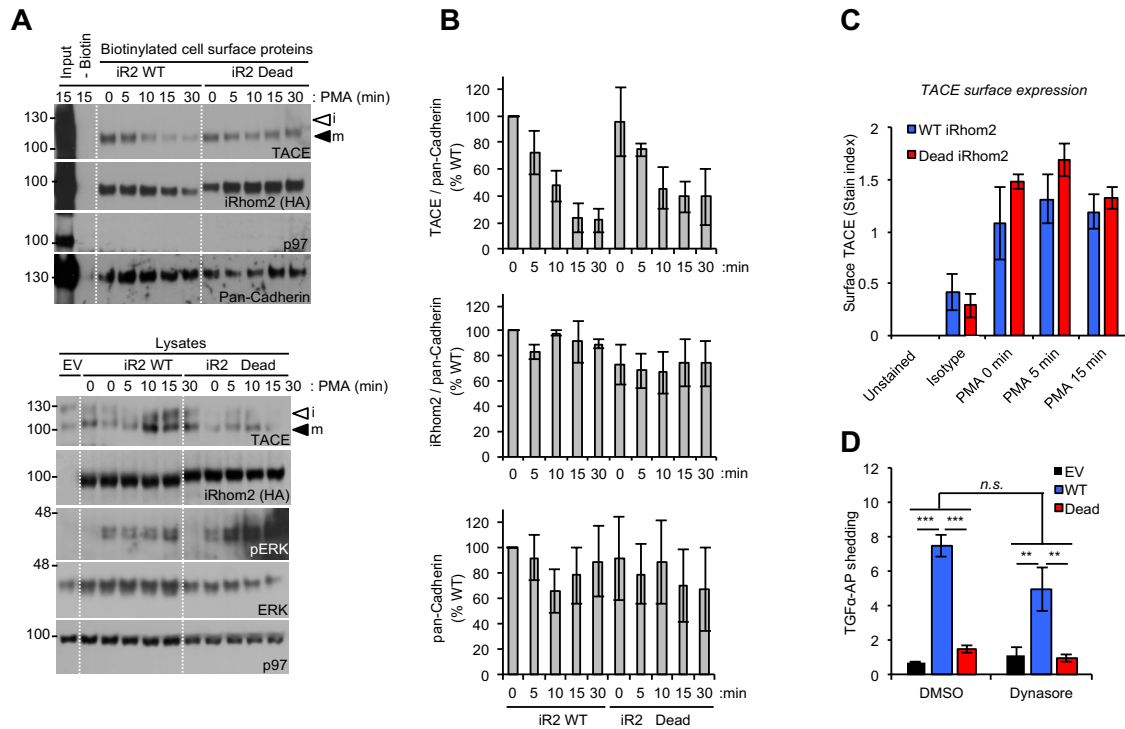 A
Biotinylated cell surface proteins
Input
- Biotin
iR2 WT iR2 Dead
15 15 0 5 10 15 30 0 5 10 15 30 : PMA (min)
130
i
m
100
TACE
100
iRhom2 (HA)
100
p97
130
Pan-Cadherin
Lysates
EV iR2 WT iR2 Dead
0 0 5 10 15 30 0 5 10 15 30 : PMA (min)
130
i
100
m
TACE
100
iRhom2 (HA)
48
pERK
48
ERK
100
p97
B
TACE / pan-Cadherin
(% WT)
120
100
80
60
40
20
0
0 5 10 15 30 0 5 10 15 30 :min
iRhom2 / pan-Cadherin
(% WT)
120
100
80
60
40
20
0
0 5 10 15 30 0 5 10 15 30 :min
pan-Cadherin
(% WT)
120
100
80
60
40
20
0
0 5 10 15 30 0 5 10 15 30 :min
iR2 WT iR2 Dead
C
TACE surface expression
WT iRhom2
Dead iRhom2
Surface TACE (Stain index)
2
1.5
1
0.5
0
Unstained
Isotype
PMA 0 min
PMA 5 min
PMA 15 min
D
EV
WT
Dead
TGFα-AP shedding
12
10
8
6
4
2
0
n.s.
*** ***
** **
DMSO Dynasore